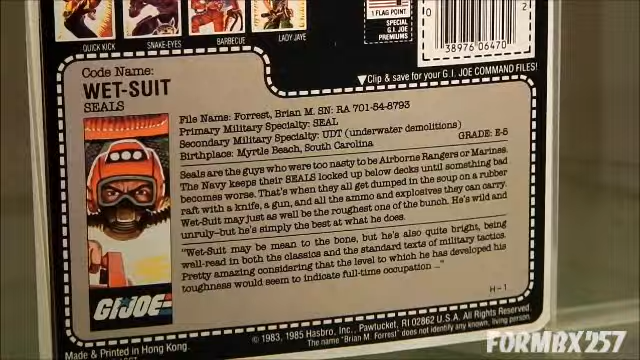 QUICK KICK
SNAKE-EYES
BARBECUE
LADY JAYE
1 FLAG POINT
SPECIAL
G.I. JOE
PREMIUMS
0
38976 06470
2
▼Clip & save for your G.I. JOE COMMAND FILES!
Code Name:
WET-SUIT
SEALS
File Name: Forrest, Brian M. SN: RA 701-54-8793
Primary Military Specialty: SEAL
Secondary Military Specialty: UDT (underwater demolitions)
Birthplace: Myrtle Beach, South Carolina
GRADE: E-5
Seals are the guys who were too nasty to be Airborne Rangers or Marines.
The Navy keeps their SEALS locked up below decks until something bad
becomes worse. That's when they all get dumped in the soup on a rubber
raft with a knife, a gun, and all the ammo and explosives they can carry.
Wet-Suit may just as well be the roughest one of the bunch. He's wild and
unruly-but he's simply the best at what he does.
"Wet-Suit may be mean to the bone, but he's also quite bright, being
well-read in both the classics and the standard texts of military tactics.
Pretty amazing considering that the level to which he has developed his
toughness would seem to indicate full-time occupation ..."
GI JOE
H-1
Made & Printed in Hong Kong.
© 1983, 1985 Hasbro, Inc., Pawtucket, RI 02862 U.S.A. All Rights Reserved.
The name "Brian M. Forrest" does not identify any known, living person.
FORMBX'257